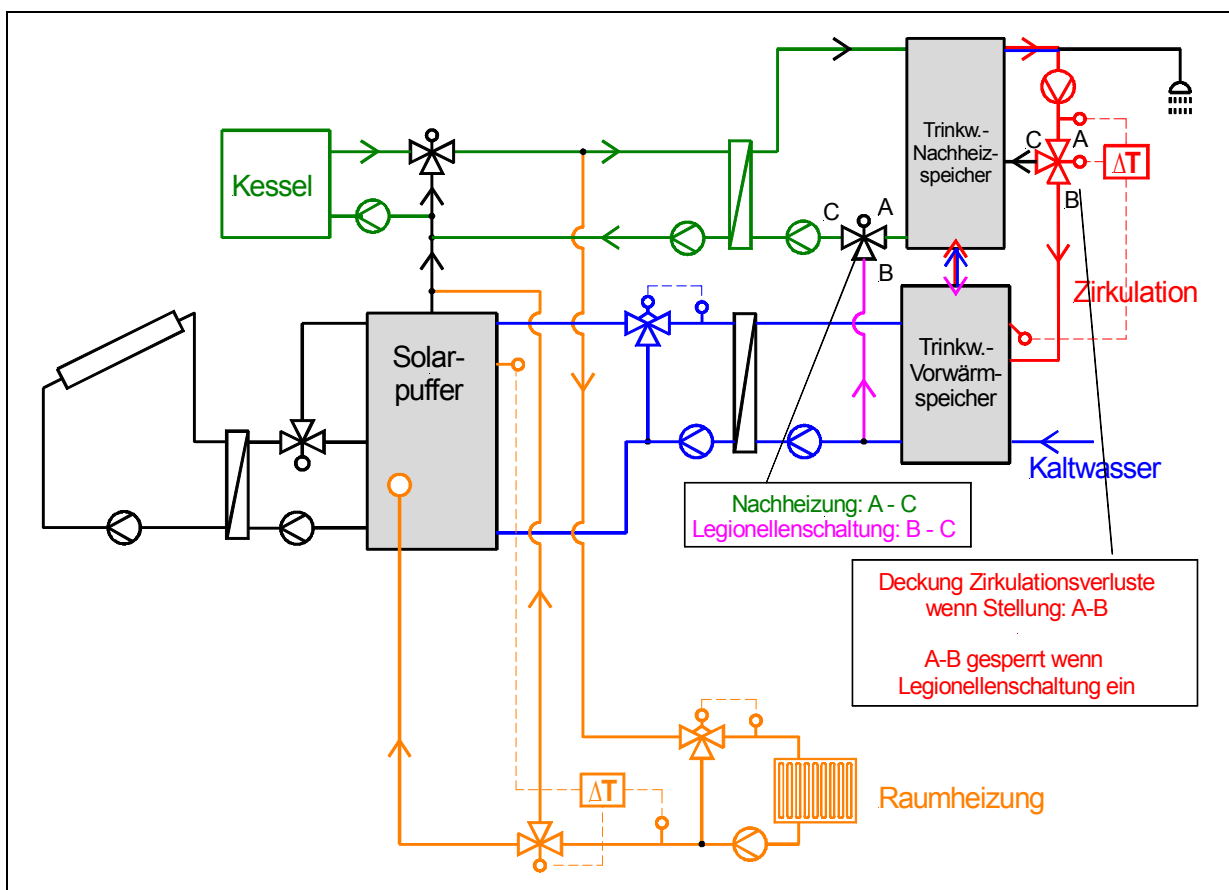 Kessel
Trinkw.-
Nachheiz-
speicher
C
A
ΔT
B
C
A
B
Zirkulation
Solar-
puffer
Trinkw.-
Vorwärm-
speicher
Kaltwasser
Nachheizung: A - C
Legionellenschaltung: B - C
Deckung Zirkulationsverluste
wenn Stellung: A-B
A-B gesperrt wenn
Legionellenschaltung ein
ΔT
Raumheizung